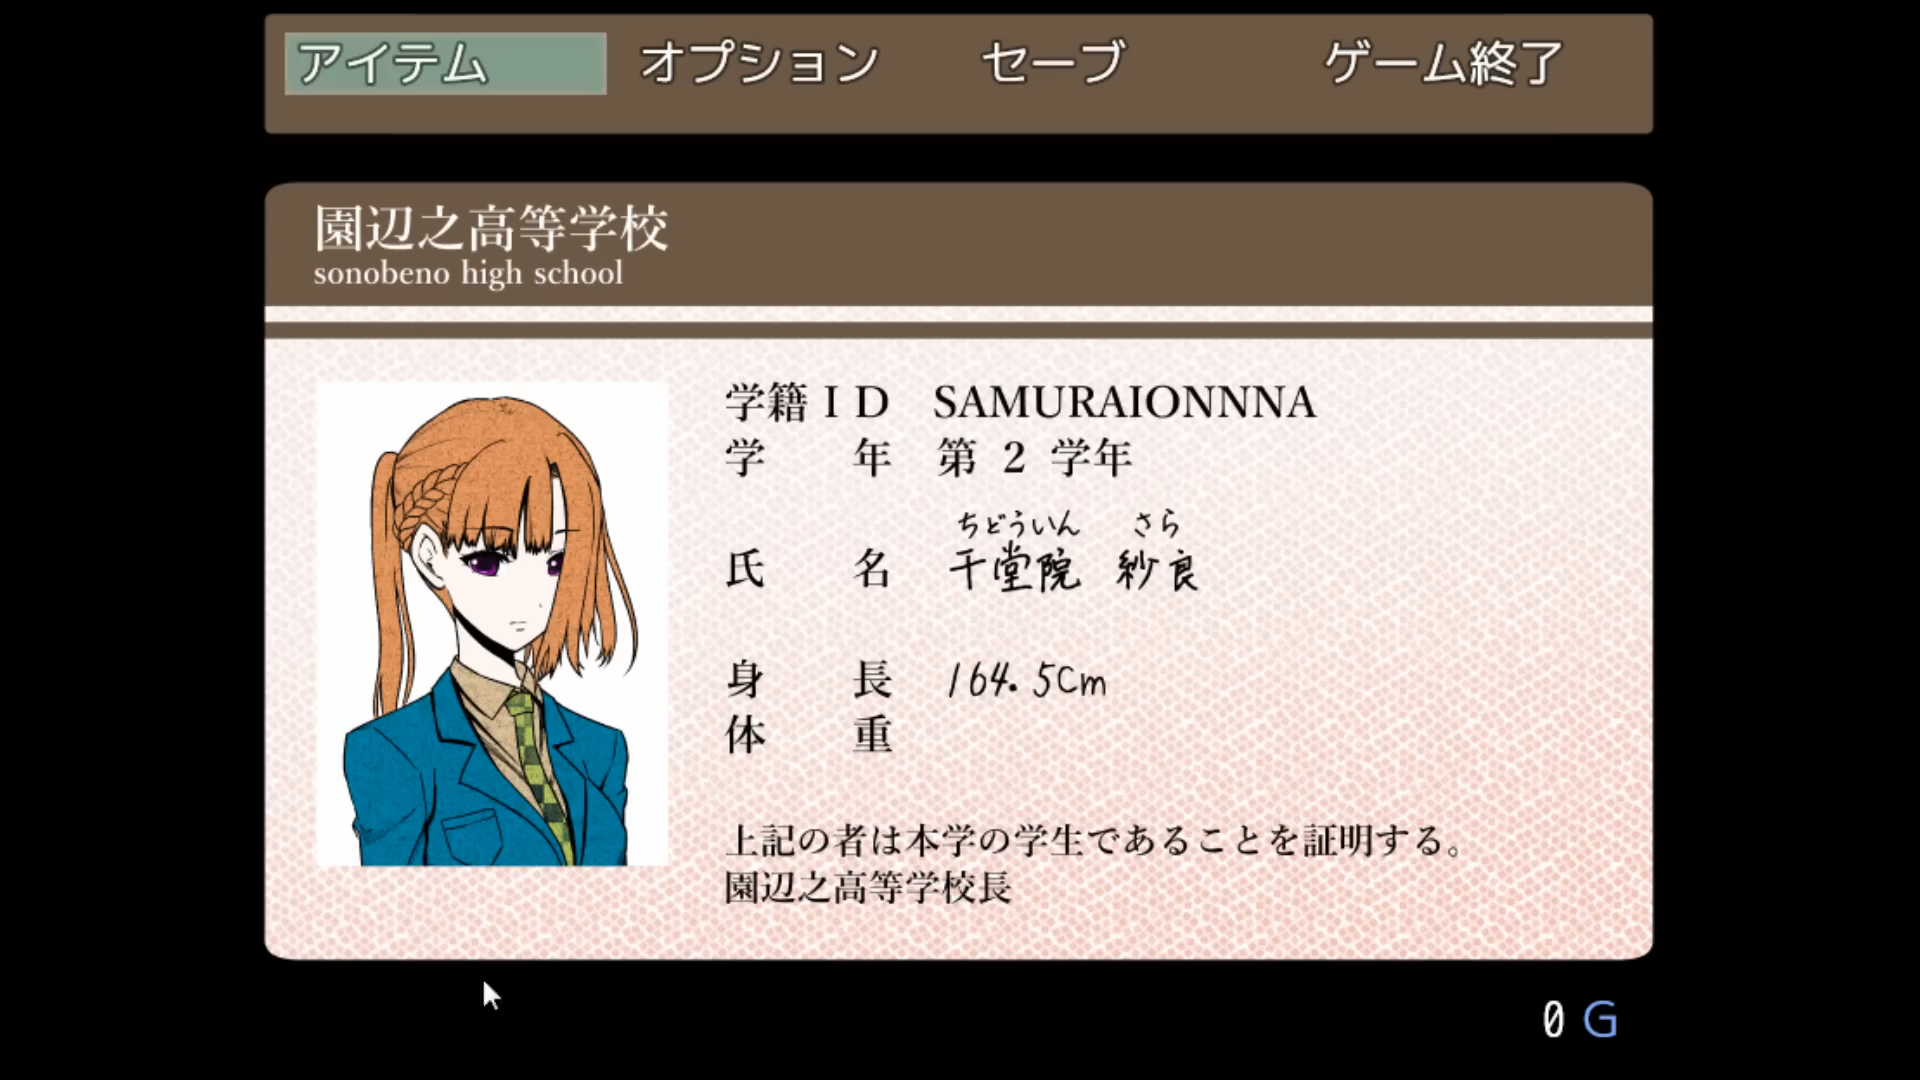 アイテム オプション セーブ ゲーム終了
園辺之高等学校
sonobeno high school
学籍ID SAMURAIONNNA
学年 第 2 学年
ちどういん さら
氏名 千堂院 紗良
身長 164.5cm
体重
上記の者は本学の学生であることを証明する。
園辺之高等学校長
0 G